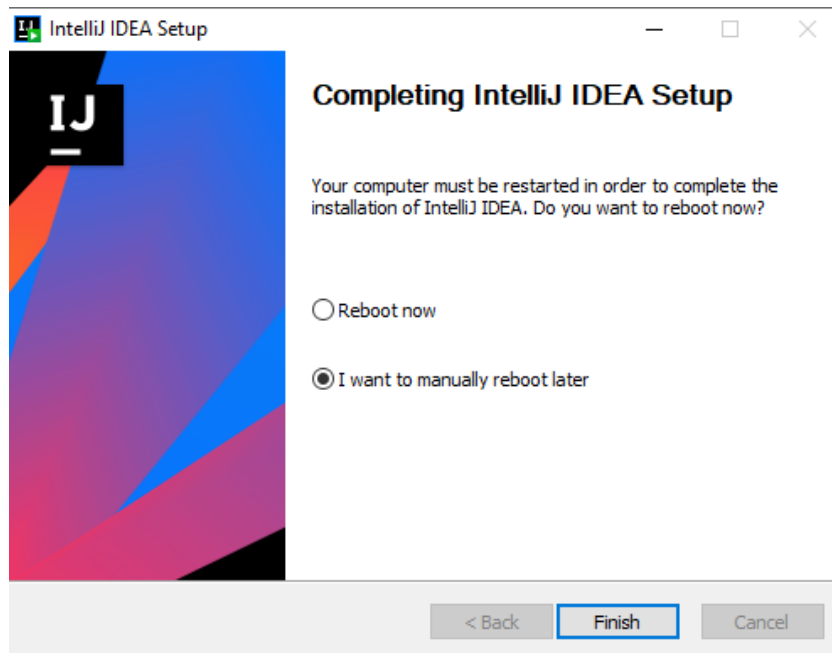 IntelliJ IDEA Setup
IJ
Completing IntelliJ IDEA Setup
Your computer must be restarted in order to complete the
installation of IntelliJ IDEA. Do you want to reboot now?
Reboot now
I want to manually reboot later
< Back Finish Cancel